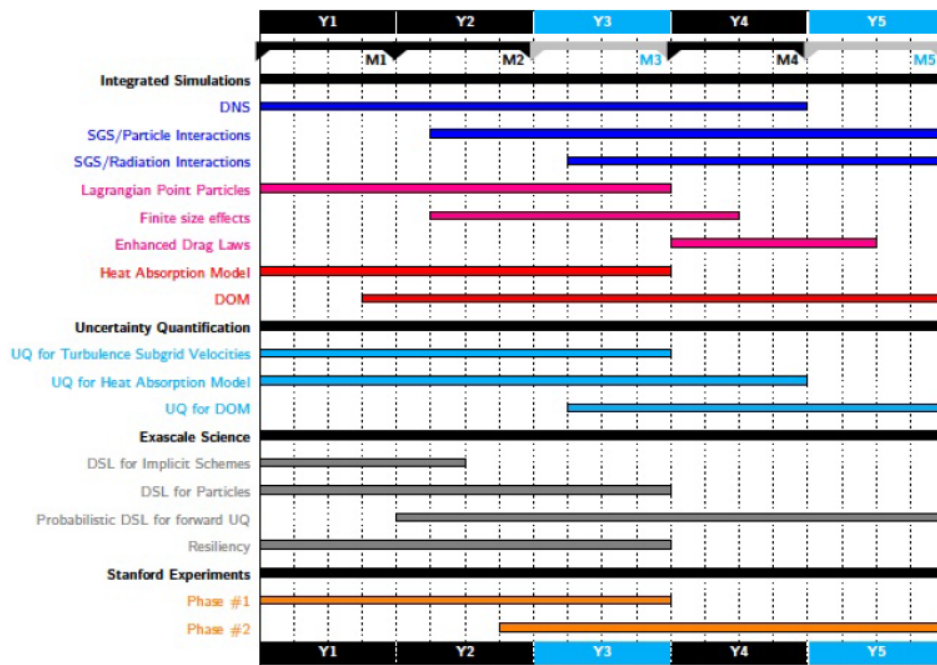 Y1 Y2 Y3 Y4 Y5
M1 M2 M3 M4 M5
Integrated Simulations
DNS
SGS/Particle Interactions
SGS/Radiation Interactions
Lagrangian Point Particles
Finite size effects
Enhanced Drag Laws
Heat Absorption Model
DOM
Uncertainty Quantification
UQ for Turbulence Subgrid Velocities
UQ for Heat Absorption Model
UQ for DOM
Exascale Science
DSL for Implicit Schemes
DSL for Particles
Probabilistic DSL for forward UQ
Resiliency
Stanford Experiments
Phase #1
Phase #2
Y1 Y2 Y3 Y4 Y5